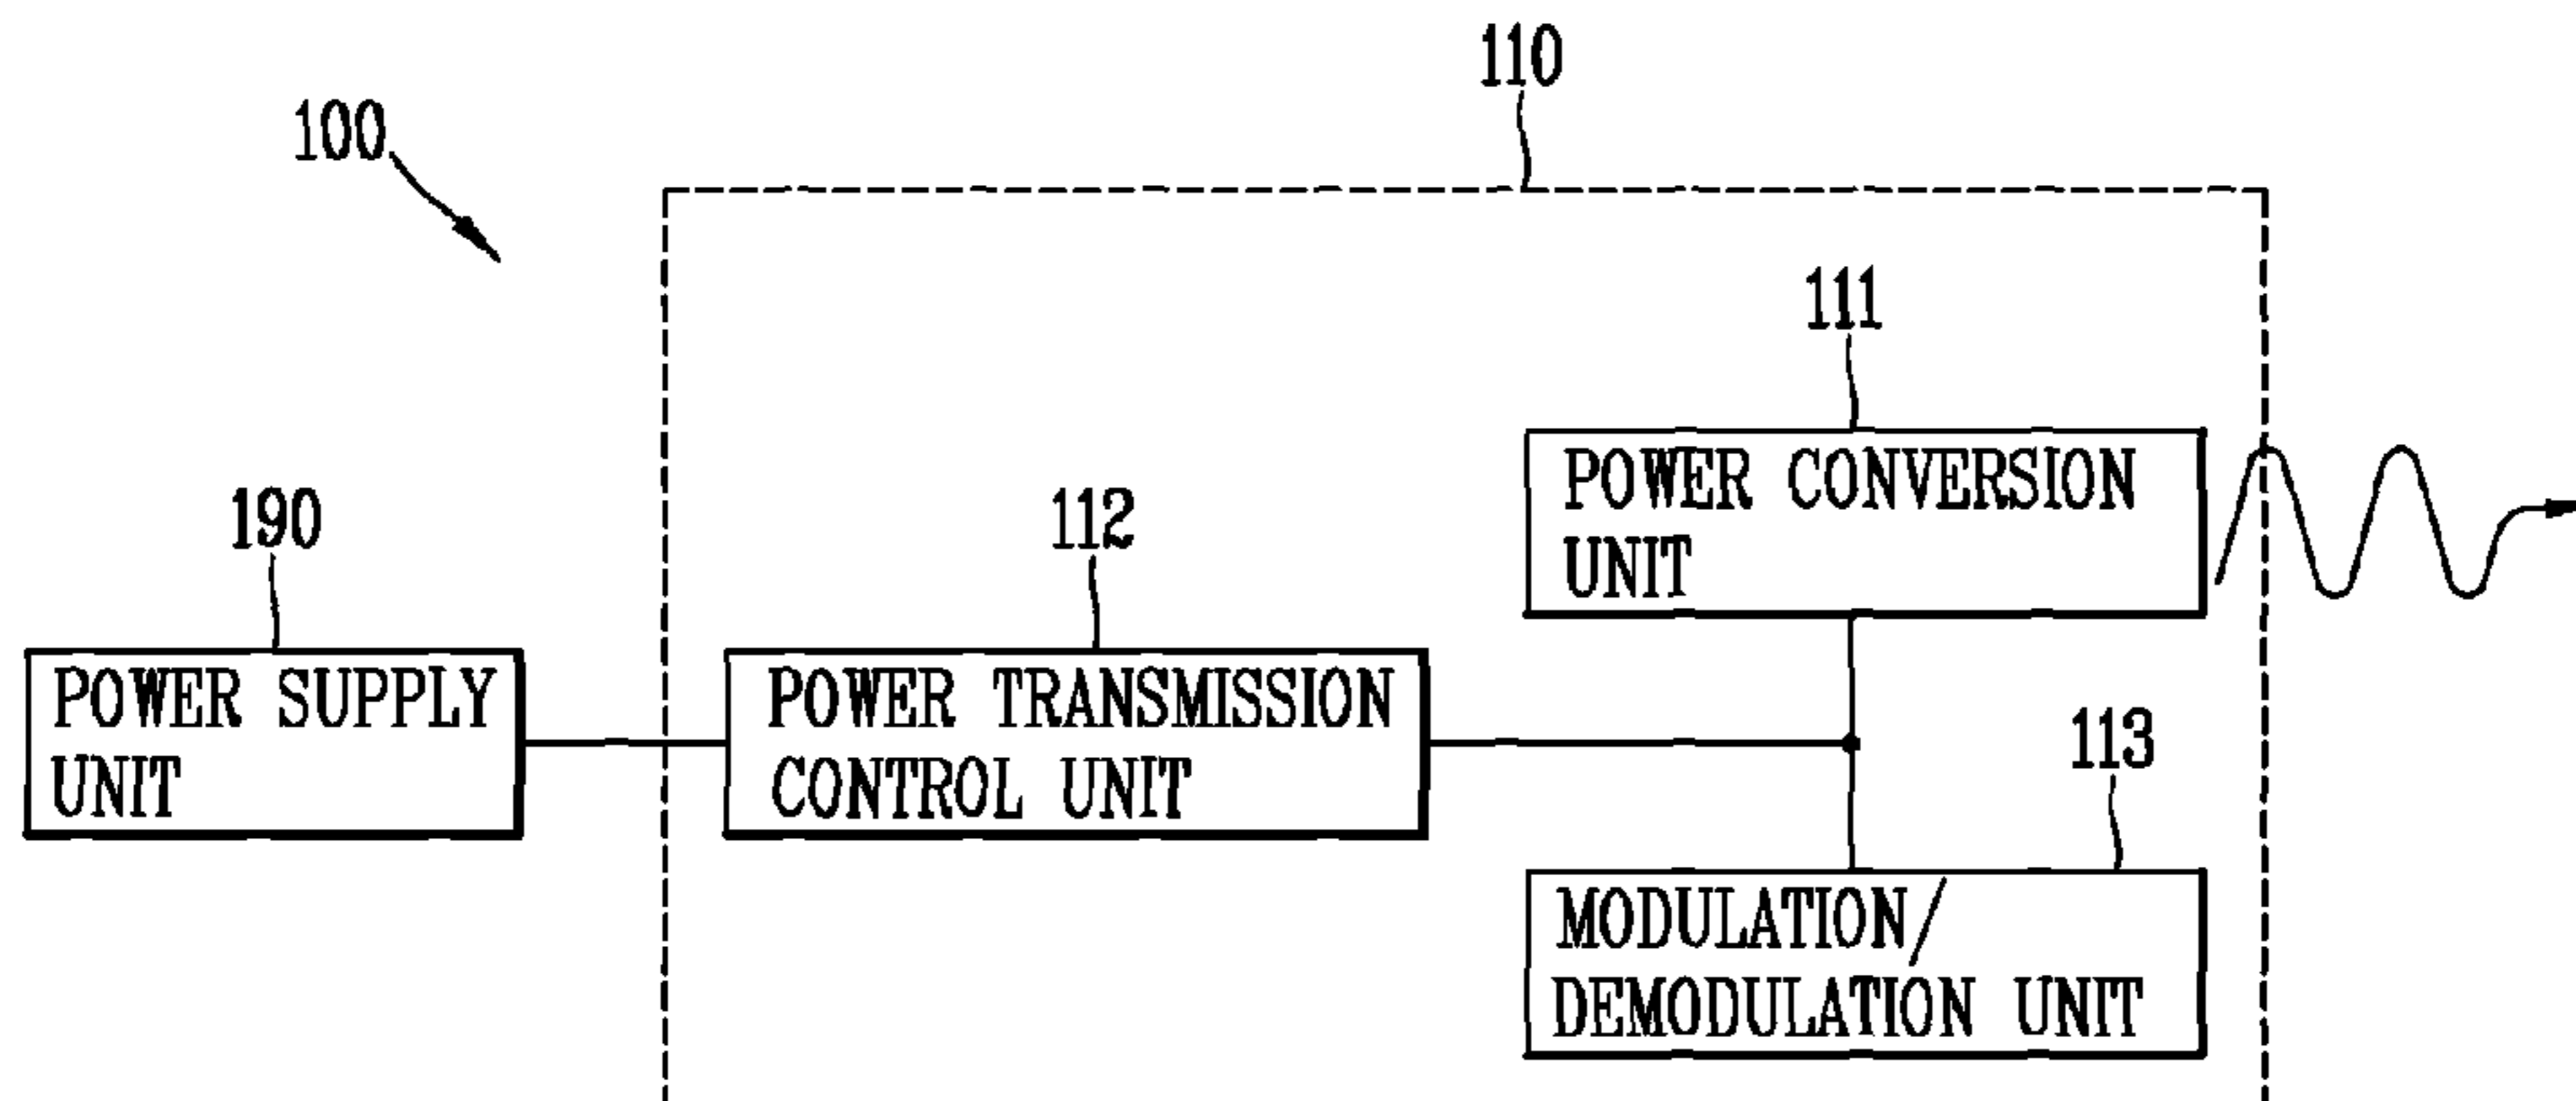 110
100
111
POWER CONVERSION
UNIT
190
112
POWER SUPPLY
UNIT
POWER TRANSMISSION
CONTROL UNIT
113
MODULATION/
DEMODULATION UNIT